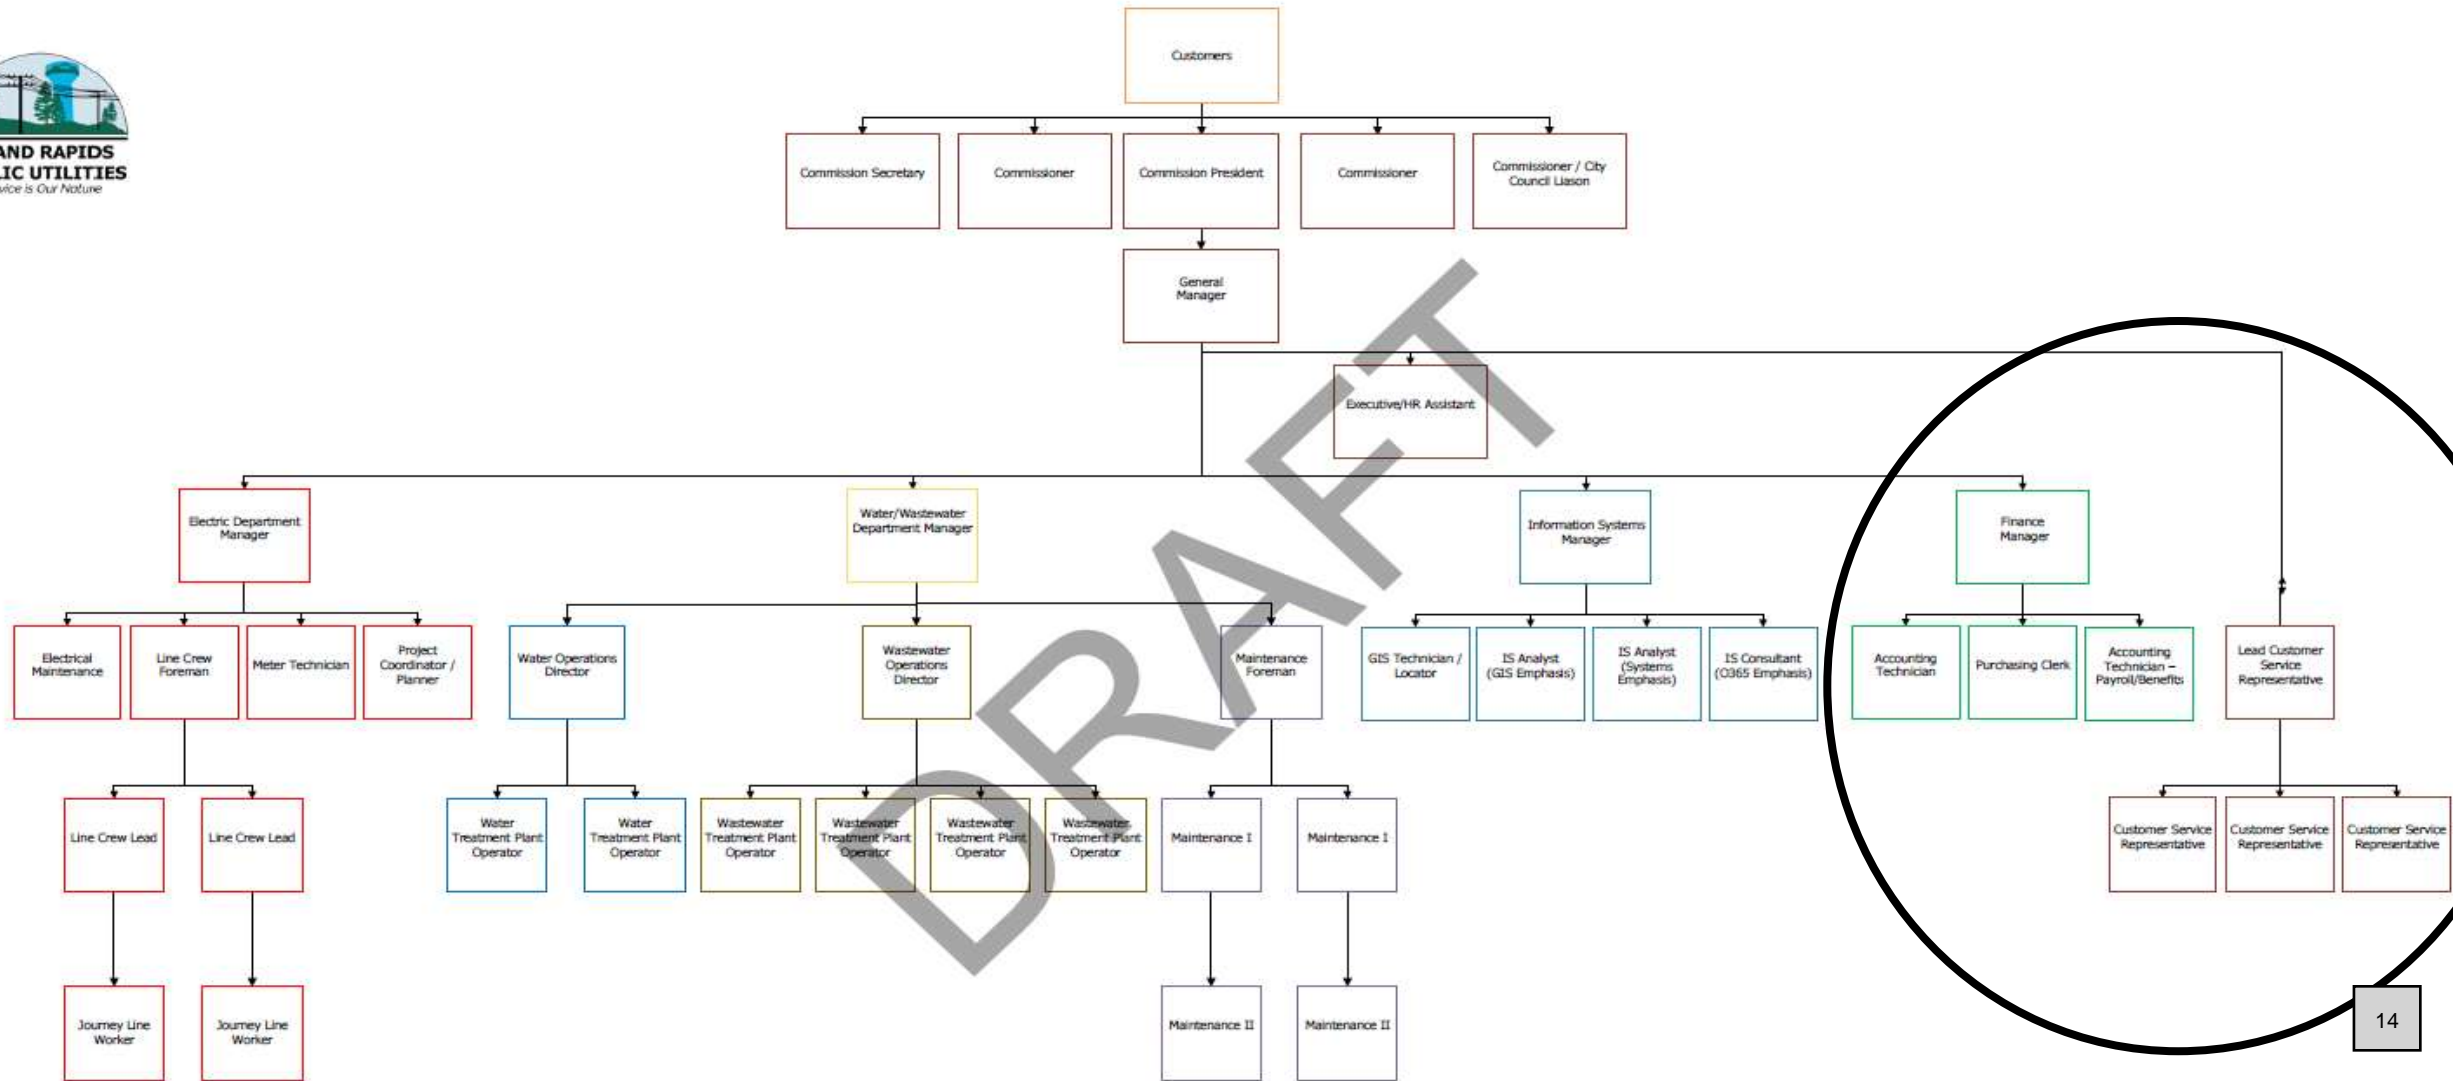 Customers
AND RAPIDS
LIC UTILITIES
vice is Our Nature
Commission Secretary
Commissioner
Commission President
Commissioner
Commissioner / City
Council Liason
General
Manager
Executive/HR Assistant
Electric Department
Manager
Water/Wastewater
Department Manager
Information Systems
Manager
Finance
Manager
Electrical
Maintenance
Line Crew
Foreman
Meter Technician
Project
Coordinator /
Planner
Water Operations
Director
Wastewater
Operations
Director
Maintenance
Foreman
GIS Technician /
Locator
IS Analyst
(GIS Emphasis)
IS Analyst
(Systems
Emphasis)
IS Consultant
(O365 Emphasis)
Accounting
Technician
Purchasing Clerk
Accounting
Technician –
Payroll/Benefits
Lead Customer
Service
Representative
Line Crew Lead
Line Crew Lead
Water
Treatment Plant
Operator
Water
Treatment Plant
Operator
Wastewater
Treatment Plant
Operator
Wastewater
Treatment Plant
Operator
Wastewater
Treatment Plant
Operator
Wastewater
Treatment Plant
Operator
Maintenance I
Maintenance I
Customer Service
Representative
Customer Service
Representative
Customer Service
Representative
Journey Line
Worker
Journey Line
Worker
Maintenance II
Maintenance II
DRAFT
14